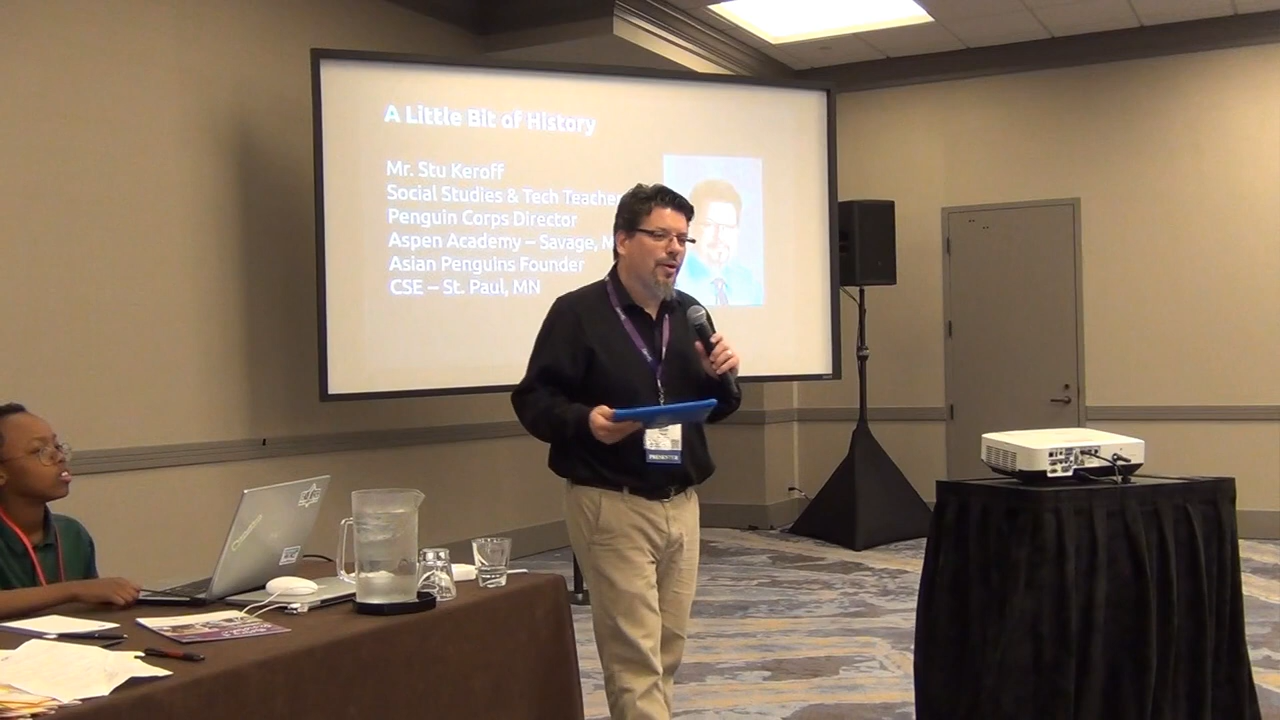 A Little Bit of History
Mr. Stu Keroff
Social Studies & Tech Teacher
Penguin Corps Director
Aspen Academy – Savage,
Asian Penguins Founder
CSE – St. Paul, MN
PRESENTER